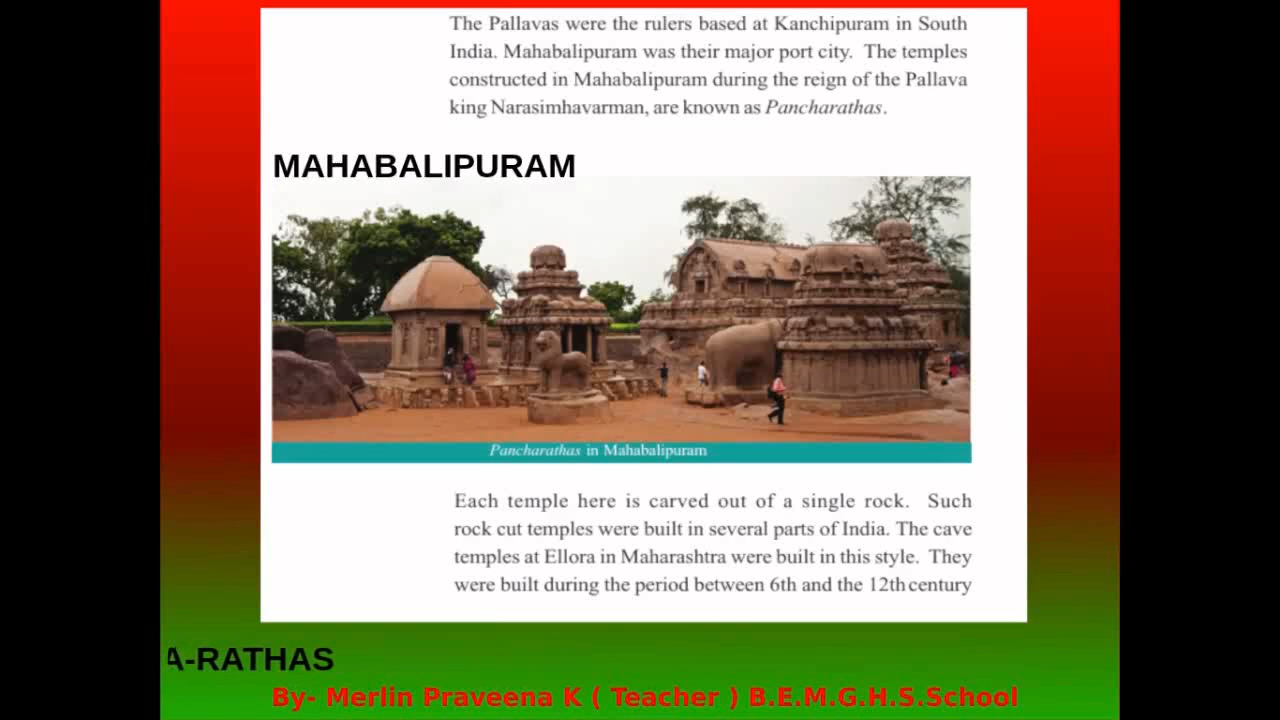 The Pallavas were the rulers based at Kanchipuram in South
India. Mahabalipuram was their major port city. The temples
constructed in Mahabalipuram during the reign of the Pallava
king Narasimhavarman, are known as Pancharathas.
MAHABALIPURAM
Pancharathas in Mahabalipuram
Each temple here is carved out of a single rock. Such
rock cut temples were built in several parts of India. The cave
temples at Ellora in Maharashtra were built in this style. They
were built during the period between 6th and the 12th century
A-RATHAS
By- Merlin Praveena K ( Teacher ) B.E.M.G.H.S.School